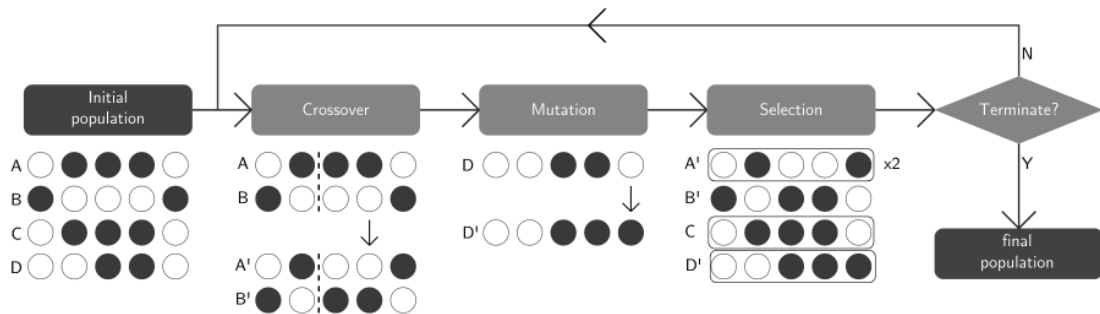 N
Initial
population
Crossover
Mutation
Selection
Terminate?
A
A
D
A'
x2
Y
B
B
B'
C
C
D'
D
D'
A'
B'
final
population